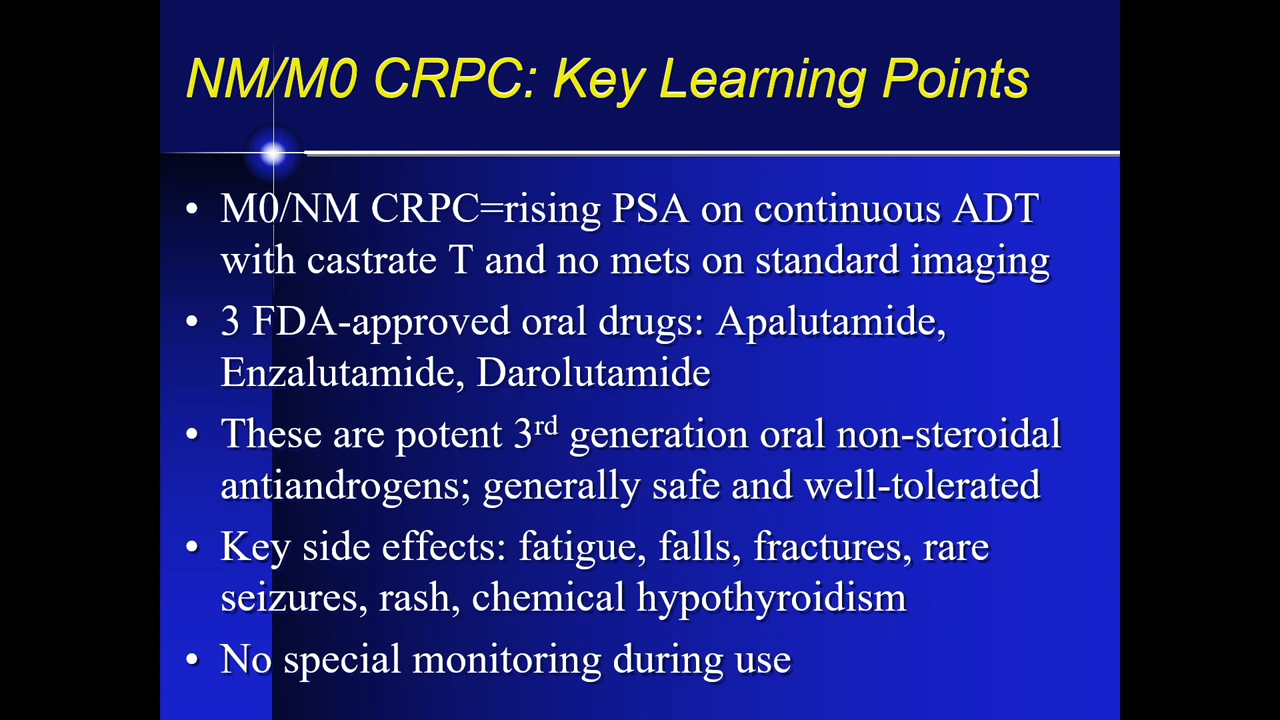 NM/M0 CRPC: Key Learning Points
• M0/NM CRPC=rising PSA on continuous ADT
with castrate T and no mets on standard imaging
• 3 FDA-approved oral drugs: Apalutamide,
Enzalutamide, Darolutamide
• These are potent 3rd generation oral non-steroidal
antiandrogens; generally safe and well-tolerated
• Key side effects: fatigue, falls, fractures, rare
seizures, rash, chemical hypothyroidism
• No special monitoring during use